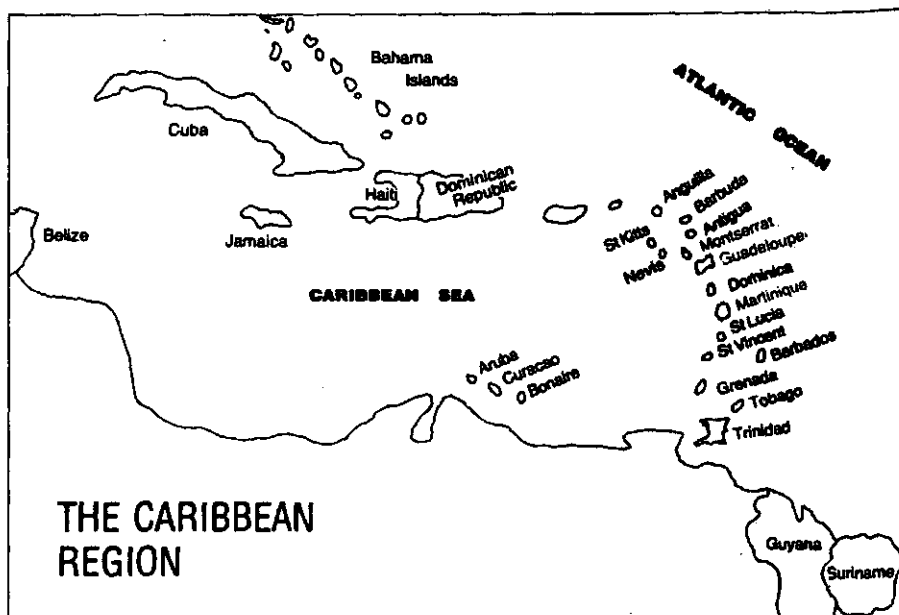 Bahama
Islands
ATLANTIC OCEAN
Cuba
Haiti
Dominican
Republic
Anguilla
Barbuda
Antigua
St Kitts
Montserrat
Nevis
Guadeloupe
Belize
Jamaica
CARIBBEAN SEA
Dominica
Martinique
St Lucia
St Vincent
Barbados
Aruba
Curacao
Bonaire
Grenada
Tobago
Trinidad
THE CARIBBEAN
REGION
Guyana
Suriname